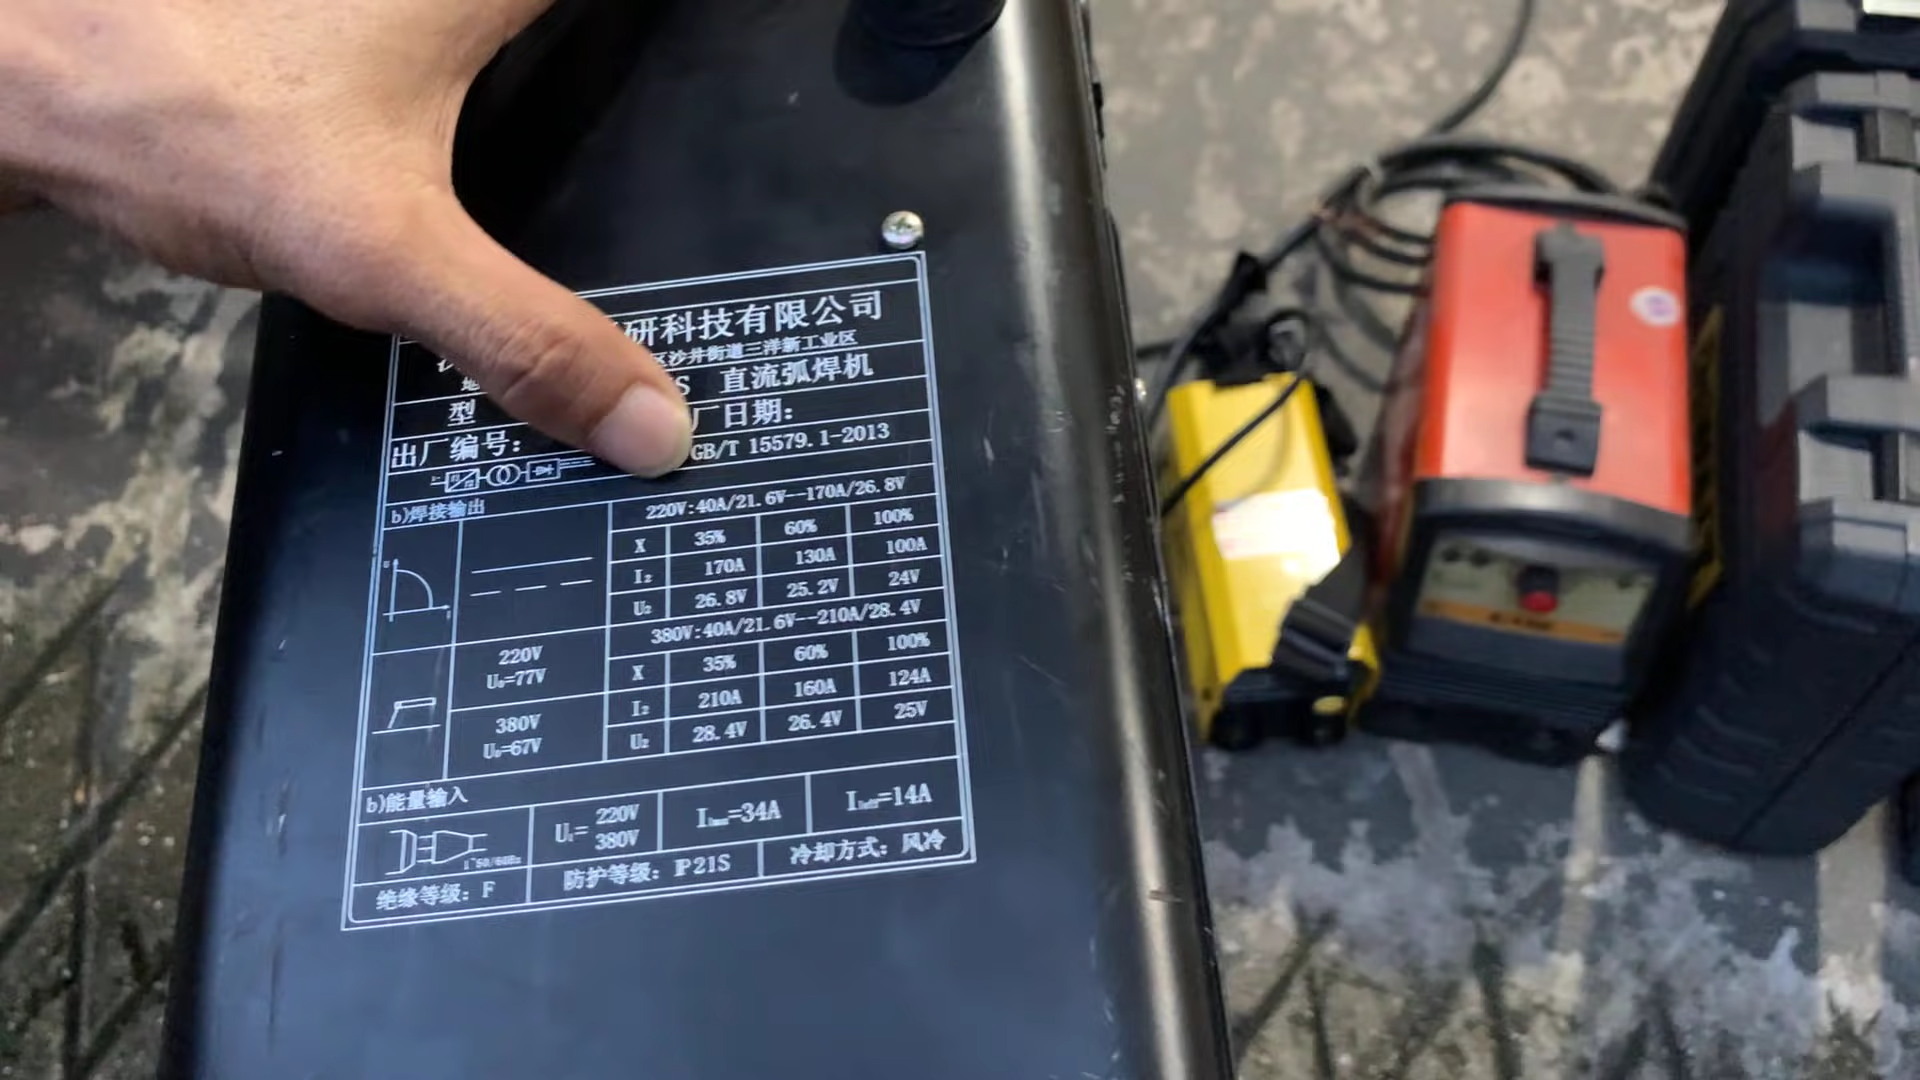 研科技有限公司
区沙井街道三洋新工业区
S 直流弧焊机
型 厂日期:
出厂编号: GB/T 15579.1-2013
b)焊接输出
220V:40A/21.6V--170A/26.8V
X 35% 60% 100%
I₂ 170A 130A 100A
U₂ 26.8V 25.2V 24V
380V:40A/21.6V--210A/28.4V
220V
U₀=77V
X 35% 60% 100%
I₂ 210A 160A 124A
380V
U₀=67V
U₂ 28.4V 26.4V 25V
b)能量输入
1~50/60Hz
U₁= 220V 380V
I₁max=34A
I₁eff=14A
绝缘等级: F 防护等级: IP21S 冷却方式: 风冷